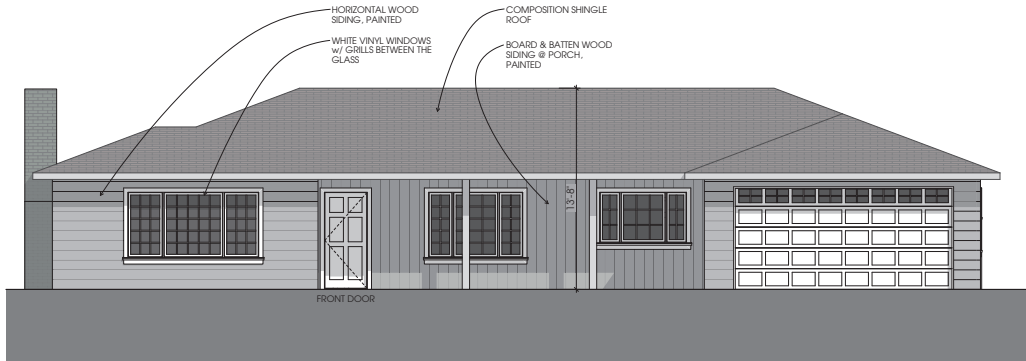 HORIZONTAL WOOD
SIDING, PAINTED
WHITE VINYL WINDOWS
w/ GRILLS BETWEEN THE
GLASS
COMPOSITION SHINGLE
ROOF
BOARD & BATTEN WOOD
SIDING @ PORCH,
PAINTED
13'-8"
FRONT DOOR